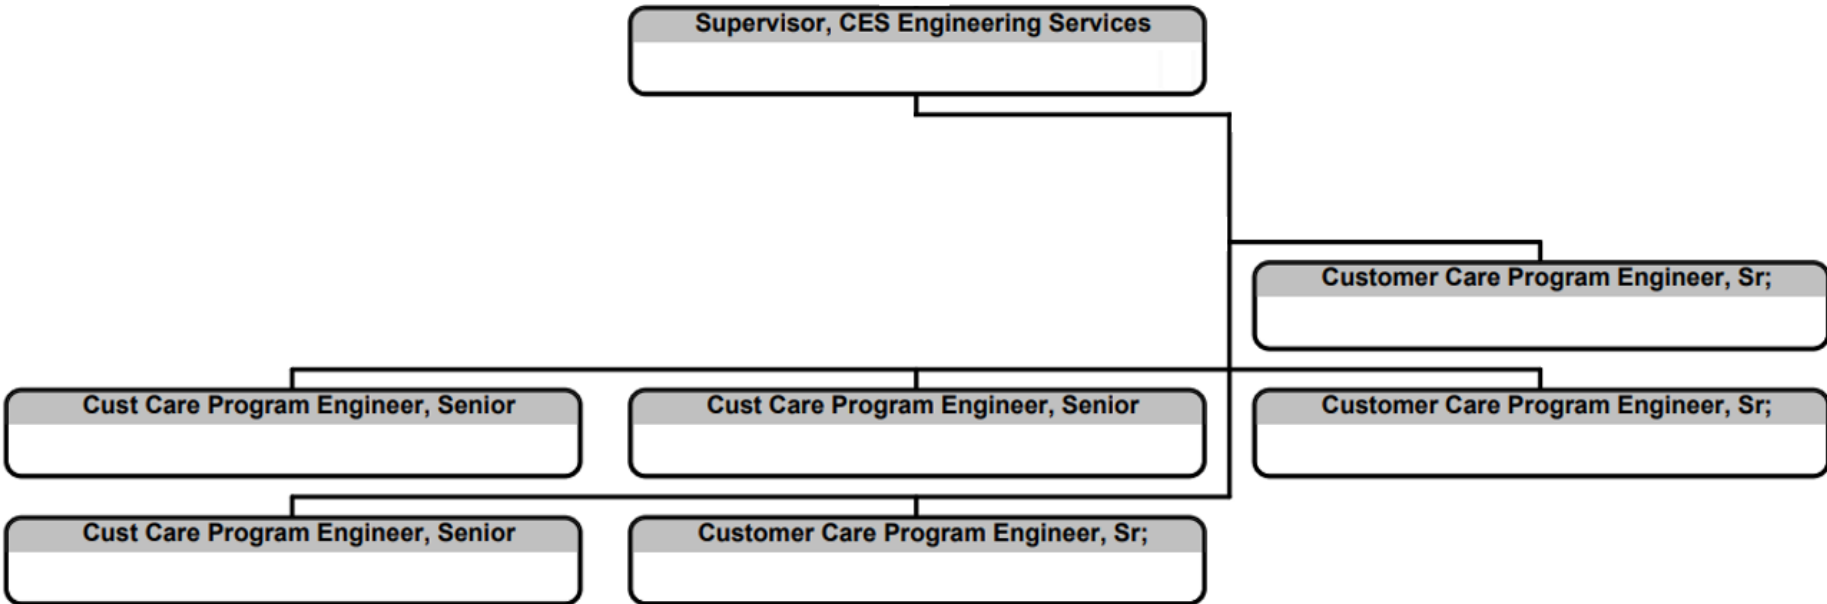 Supervisor, CES Engineering Services
Customer Care Program Engineer, Sr;
Cust Care Program Engineer, Senior
Cust Care Program Engineer, Senior
Customer Care Program Engineer, Sr;
Cust Care Program Engineer, Senior
Customer Care Program Engineer, Sr;